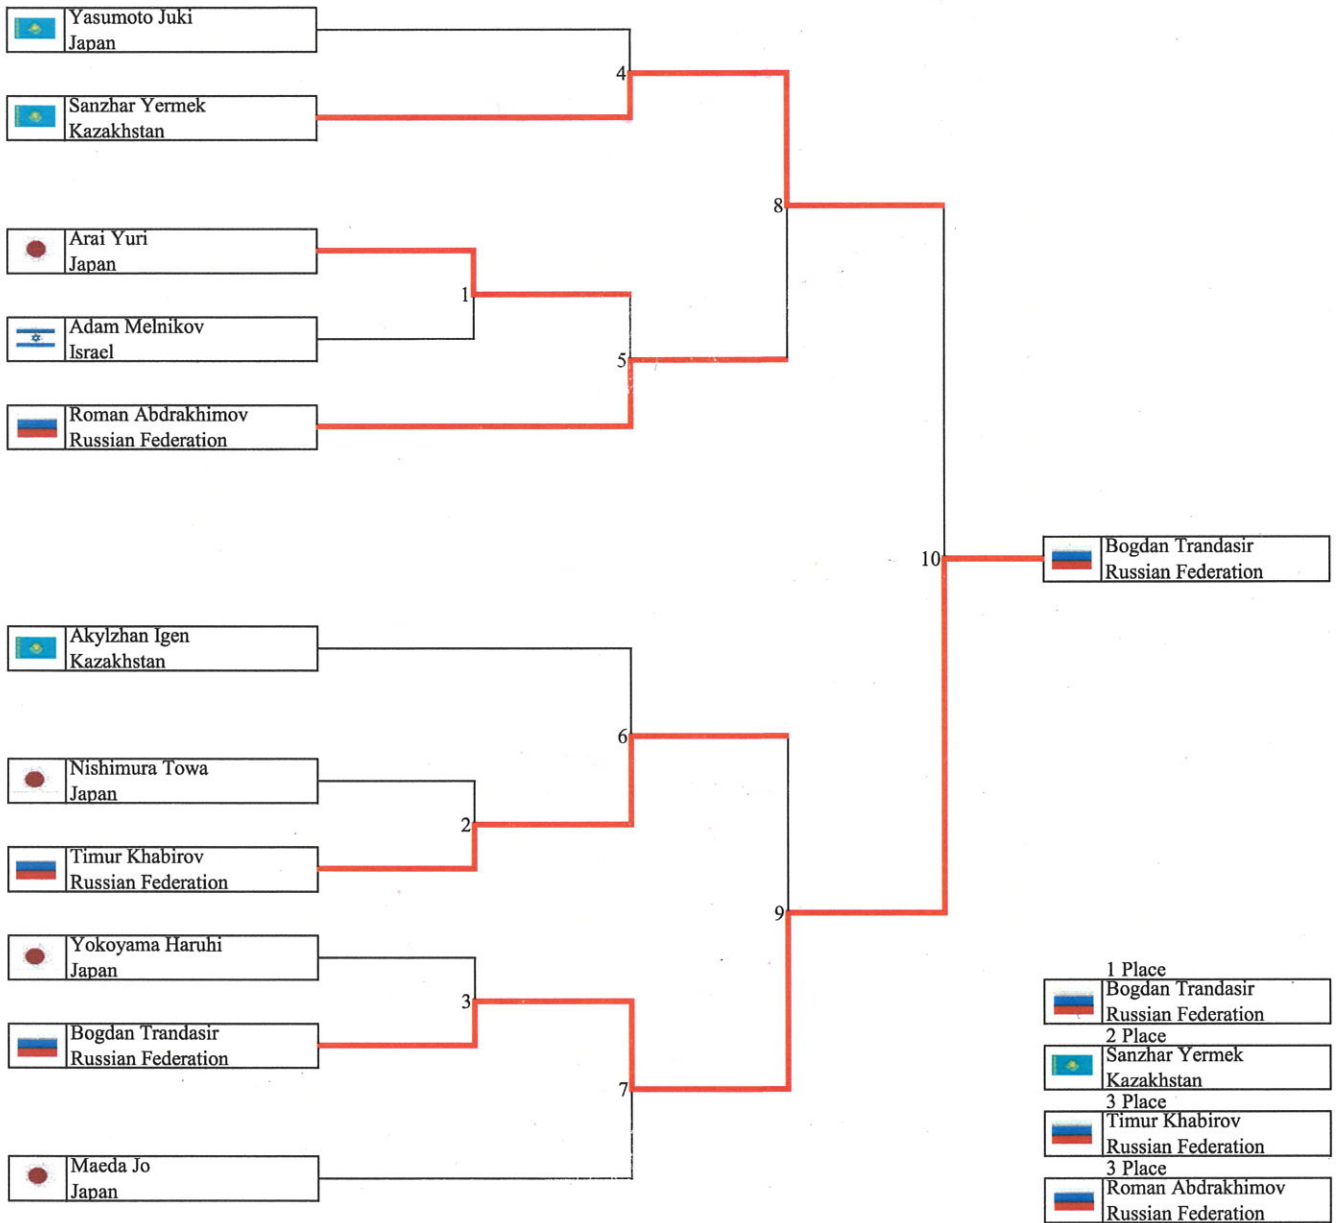 Yasumoto Juki
Japan
4
Sanzhar Yermek
Kazakhstan
8
Arai Yuri
Japan
1
Adam Melnikov
Israel
5
Roman Abdrakhimov
Russian Federation
10
Bogdan Trandasir
Russian Federation
Akylzhan Igen
Kazakhstan
6
Nishimura Towa
Japan
2
Timur Khabirov
Russian Federation
9
Yokoyama Haruhi
Japan
3
Bogdan Trandasir
Russian Federation
7
Maeda Jo
Japan
1 Place
Bogdan Trandasir
Russian Federation
2 Place
Sanzhar Yermek
Kazakhstan
3 Place
Timur Khabirov
Russian Federation
3 Place
Roman Abdrakhimov
Russian Federation